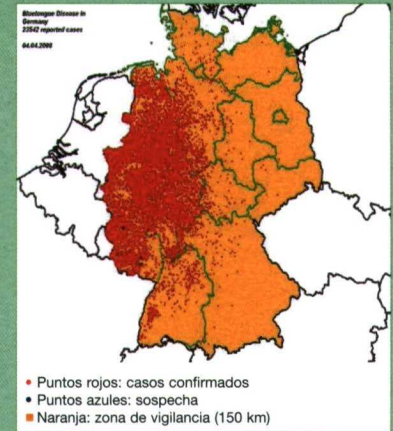 Bluetongue Disease in
Germany
23542 reported cases
04.04.2008
• Puntos rojos: casos confirmados
• Puntos azules: sospecha
■ Naranja: zona de vigilancia (150 km)